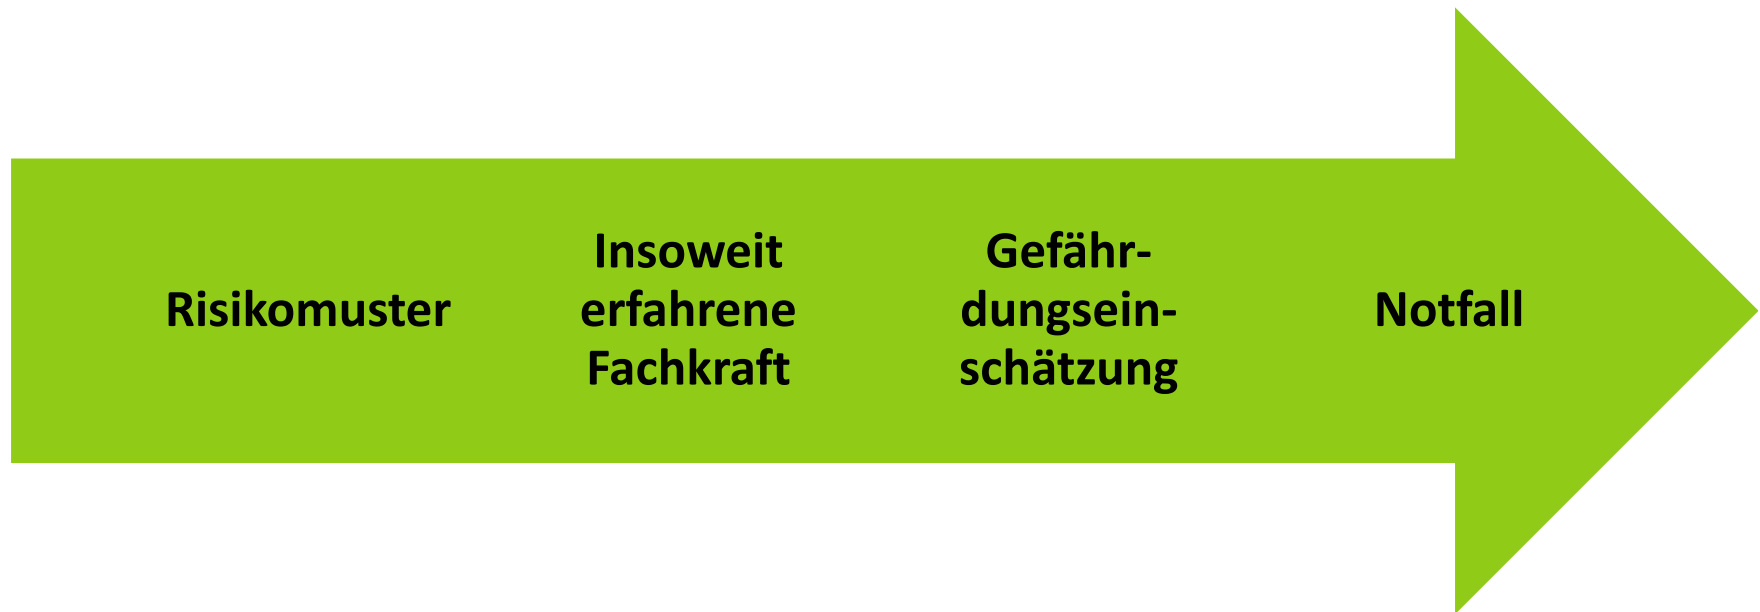 Risikomuster
Insoweit
erfahrene
Fachkraft
Gefähr-
dungsein-
schätzung
Notfall